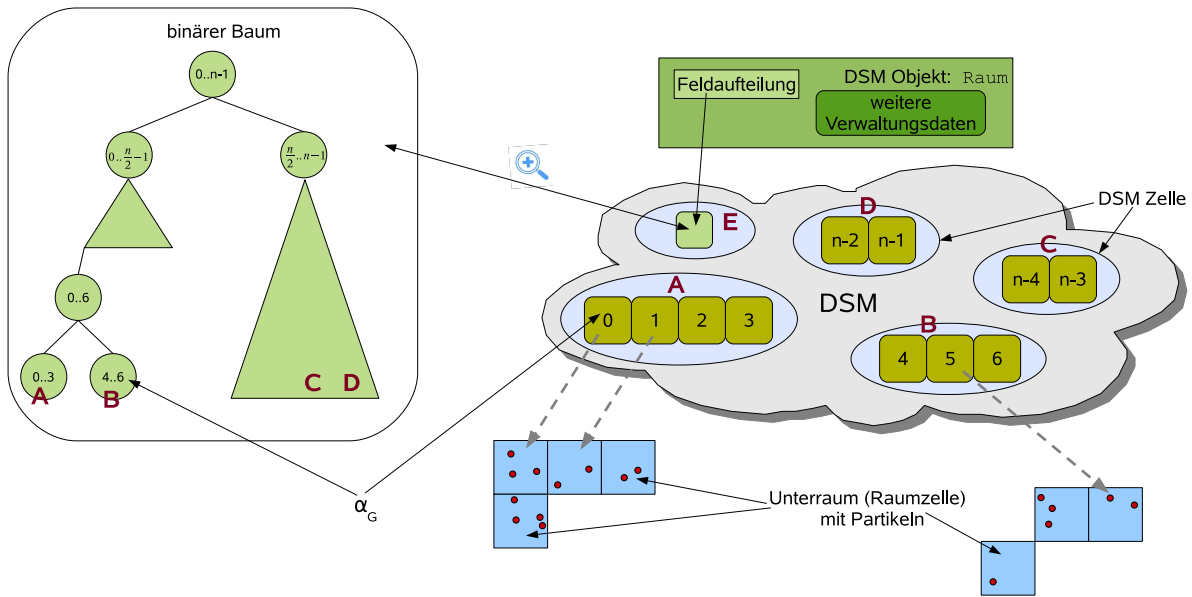 binärer Baum
0..n-1
0..n/2-1
n/2..n-1
0..6
0..3
4..6
A
B
C D
α_G
Feldaufteilung
DSM Objekt: Raum
weitere
Verwaltungsdaten
DSM Zelle
E
D
n-2 n-1
C
n-4 n-3
A
0 1 2 3
DSM
B
4 5 6
Unterraum (Raumzelle)
mit Partikeln